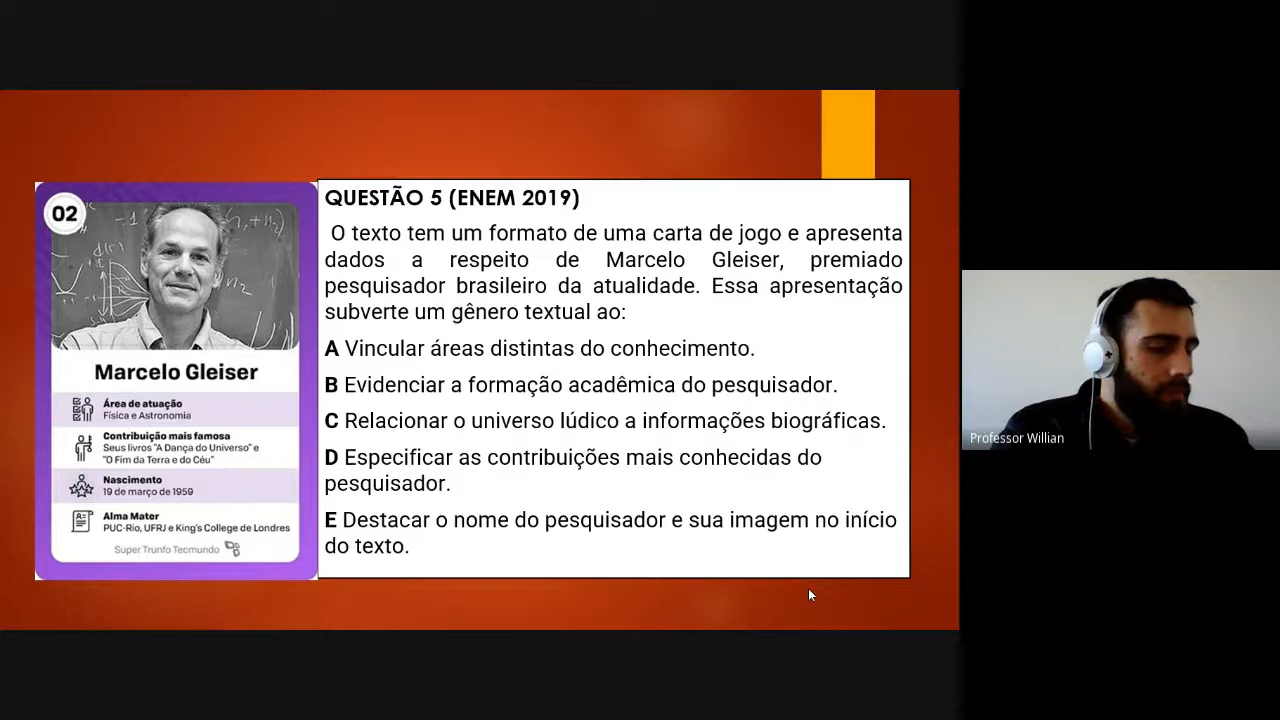 02
Marcelo Gleiser
Área de atuação
Física e Astronomia
Contribuição mais famosa
Seus livros "A Dança do Universo" e
"O Fim da Terra e do Céu"
Nascimento
19 de março de 1959
Alma Mater
PUC-Rio, UFRJ e King's College de Londres
Super Trunfo Tecmundo
QUESTÃO 5 (ENEM 2019)
O texto tem um formato de uma carta de jogo e apresenta
dados a respeito de Marcelo Gleiser, premiado
pesquisador brasileiro da atualidade. Essa apresentação
subverte um gênero textual ao:
A Vincular áreas distintas do conhecimento.
B Evidenciar a formação acadêmica do pesquisador.
C Relacionar o universo lúdico a informações biográficas.
D Especificar as contribuições mais conhecidas do
pesquisador.
E Destacar o nome do pesquisador e sua imagem no início
do texto.
Professor Willian